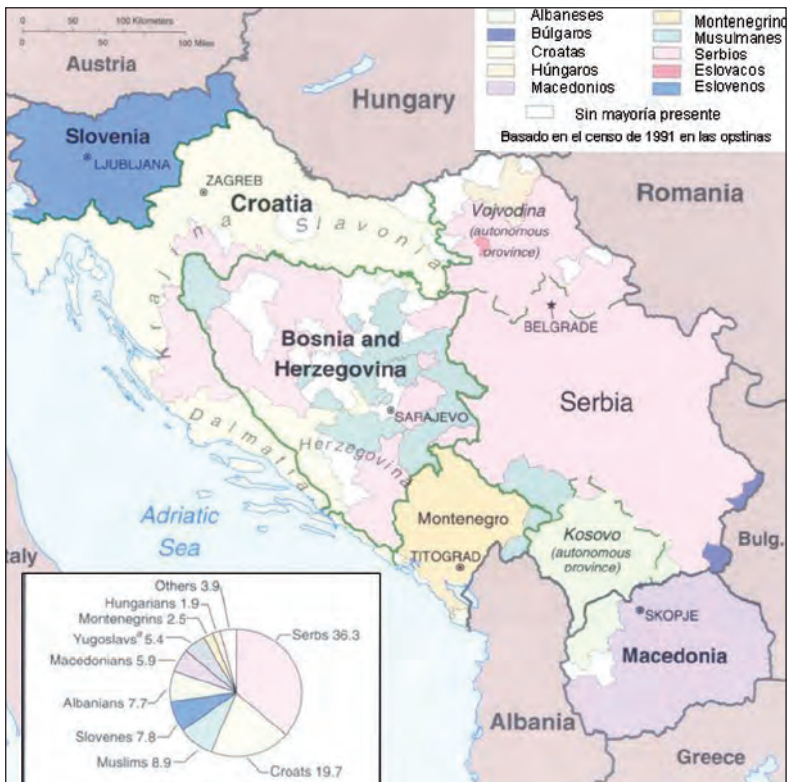 0 50 100 Kilometers
0 50 100 Miles
Albaneses
Búlgaros
Croatas
Húngaros
Macedonios
Montenegrino
Musulmanes
Serbios
Eslovacos
Eslovenos
Sin mayoría presente
Basado en el censo de 1991 en las opstinas
Austria
Hungary
Romania
Slovenia
LJUBLJANA
ZAGREB
Croatia
Slavonia
Krajina
Vojvodina
(autonomous
province)
BELGRADE
Bosnia and
Herzegovina
SARAJEVO
Serbia
Herzegovina
Dalmatia
Adriatic
Sea
Montenegro
TITOGRAD
Kosovo
(autonomous
province)
Bulg.
taly
SKOPJE
Macedonia
Albania
Greece
Others 3.9
Hungarians 1.9
Montenegrins 2.5
Yugoslavs 5.4
Macedonians 5.9
Albanians 7.7
Slovenes 7.8
Muslims 8.9
Croats 19.7
Serbs 36.3